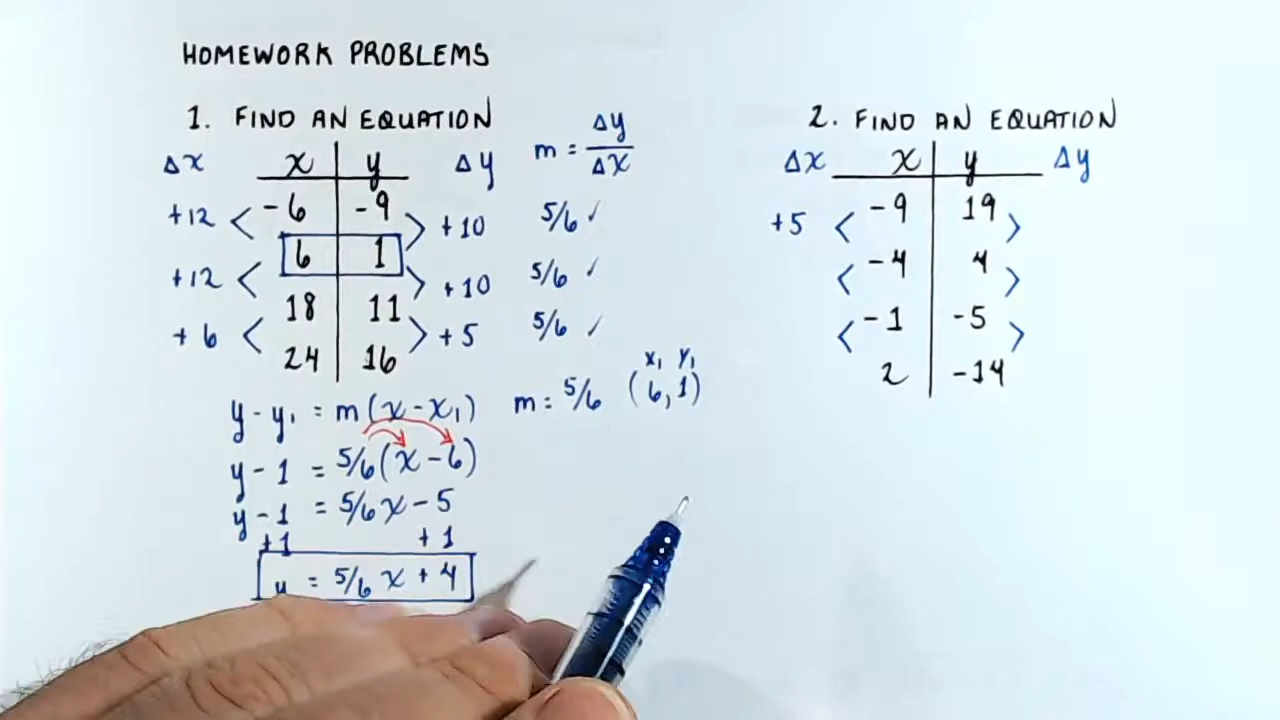 HOMEWORK PROBLEMS
1. FIND AN EQUATION
Δx x y Δy m = Δy/Δx
-6 -9
+12 < > +10 5/6 ✓
6 1
+12 < > +10 5/6 ✓
18 11
+6 < > +5 5/6 ✓
24 16
x₁ y₁
y - y₁ = m(x - x₁) m = 5/6 (6, 1)
y - 1 = 5/6(x - 6)
y - 1 = 5/6x - 5
+1 +1
y = 5/6x + 4
2. FIND AN EQUATION
Δx x y Δy
-9 19
+5 < >
-4 4
< >
-1 -5
< >
2 -14